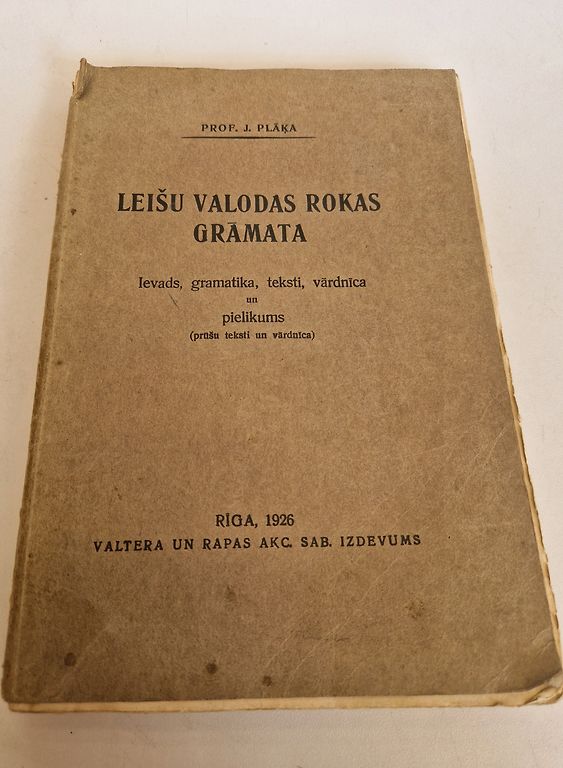 PROF. J. PLĀĶA
LEIŠU VALODAS ROKAS
GRĀMATA
Ievads, gramatika, teksti, vārdnīca
un
pielikums
(prūšu teksti un vārdnīca)
RĪGA, 1926
VALTERA UN RAPAS AKC. SAB. IZDEVUMS